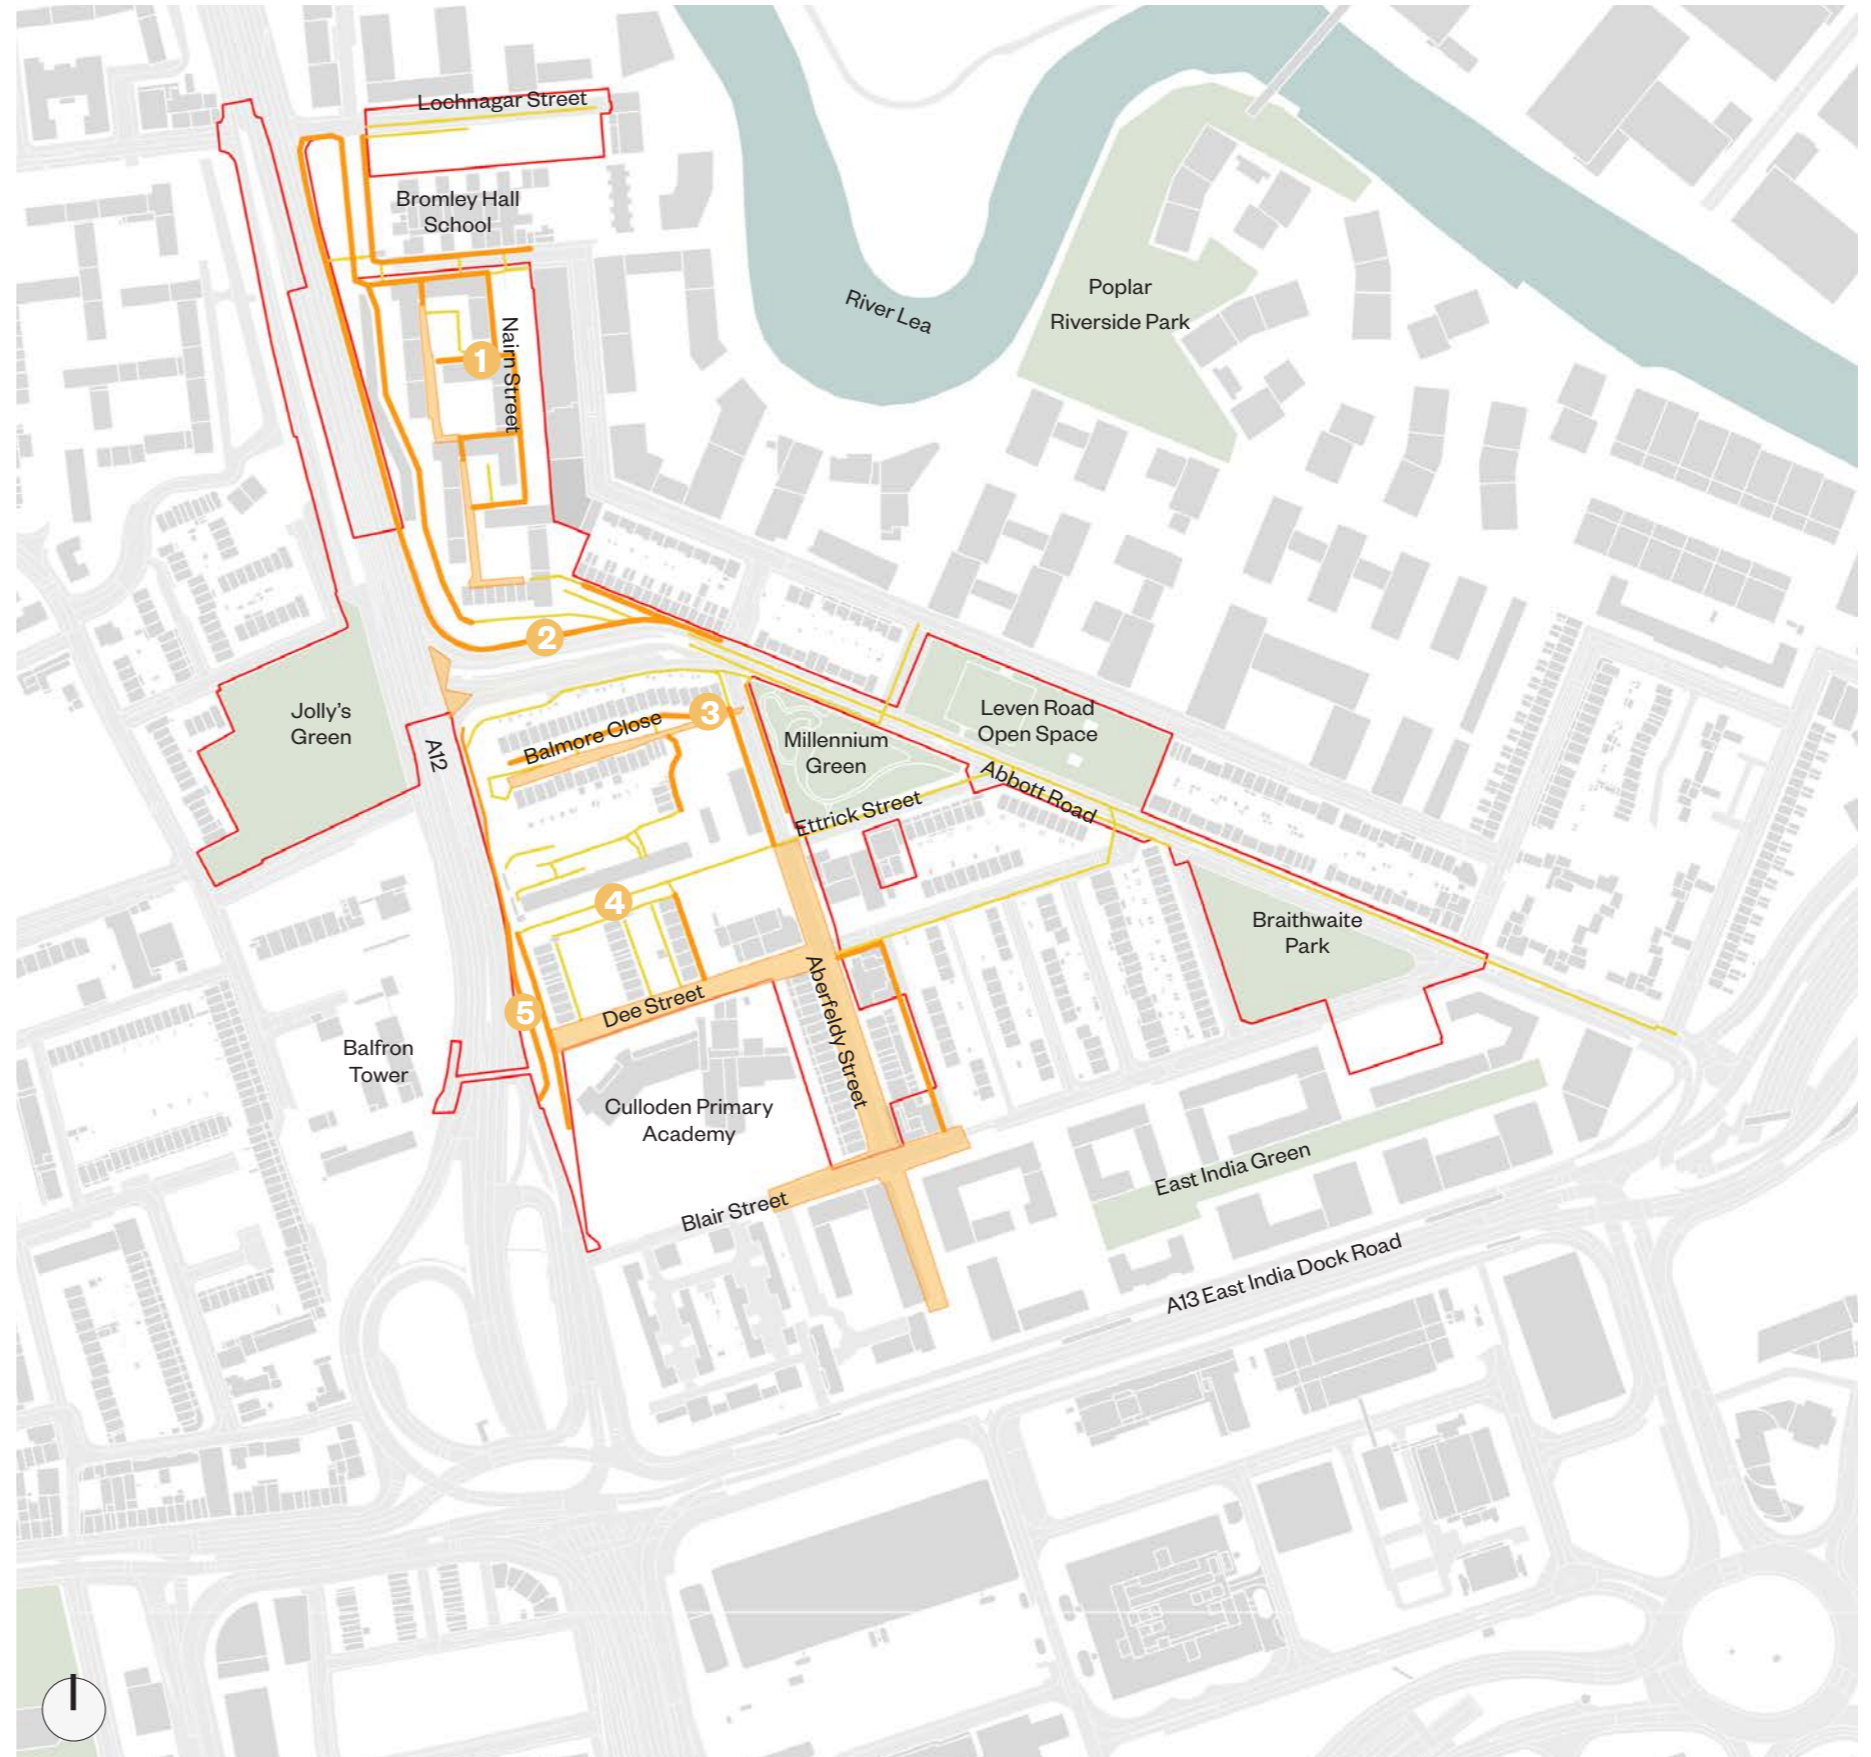 Lochnagar Street
Bromley Hall
School
River Lea
Poplar
Riverside Park
Nairn Street
1
2
Jolly's
Green
A12
Balmore Close
3
Millennium
Green
Leven Road
Open Space
Abbott Road
Ettrick Street
4
Braithwaite
Park
5
Dee Street
Aberfeldy Street
Balfron
Tower
Culloden Primary
Academy
East India Green
Blair Street
A13 East India Dock Road